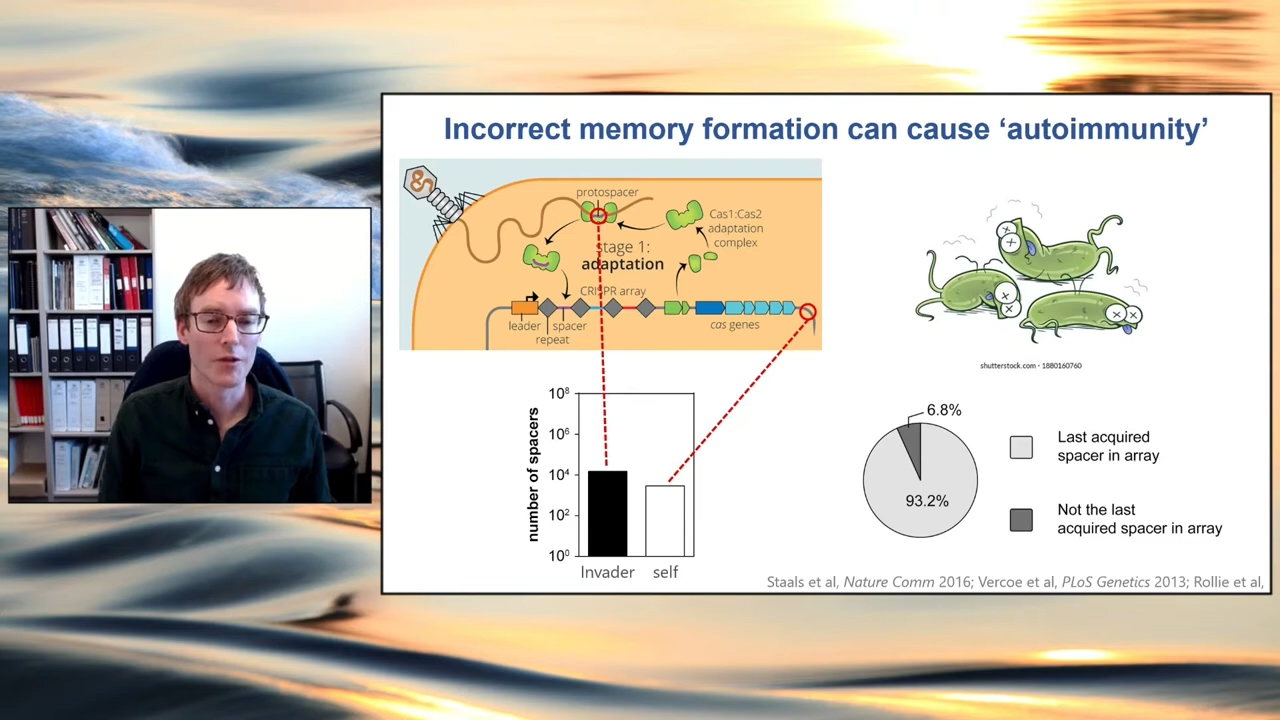 Incorrect memory formation can cause ‘autoimmunity’
protospacer
Cas1:Cas2
adaptation
complex
stage 1:
adaptation
CRISPR array
leader
spacer
repeat
cas genes
shutterstock.com · 1880160760
number of spacers
10⁸
10⁶
10⁴
10²
10⁰
Invader
self
6.8%
93.2%
Last acquired
spacer in array
Not the last
acquired spacer in array
Staals et al, Nature Comm 2016; Vercoe et al, PLoS Genetics 2013; Rollie et al,